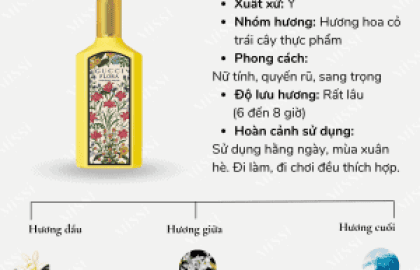 • Xuất xứ: Ý
• Nhóm hương: Hương hoa cỏ
trái cây thực phẩm
• Phong cách:
Nữ tính, quyến rũ, sang trọng
• Độ lưu hương: Rất lâu
(6 đến 8 giờ)
• Hoàn cảnh sử dụng:
Sử dụng hằng ngày, mùa xuân
hè. Đi làm, đi chơi đều thích hợp.
GUCCI
FLORA
Hương đầu
Hương giữa
Hương cuối